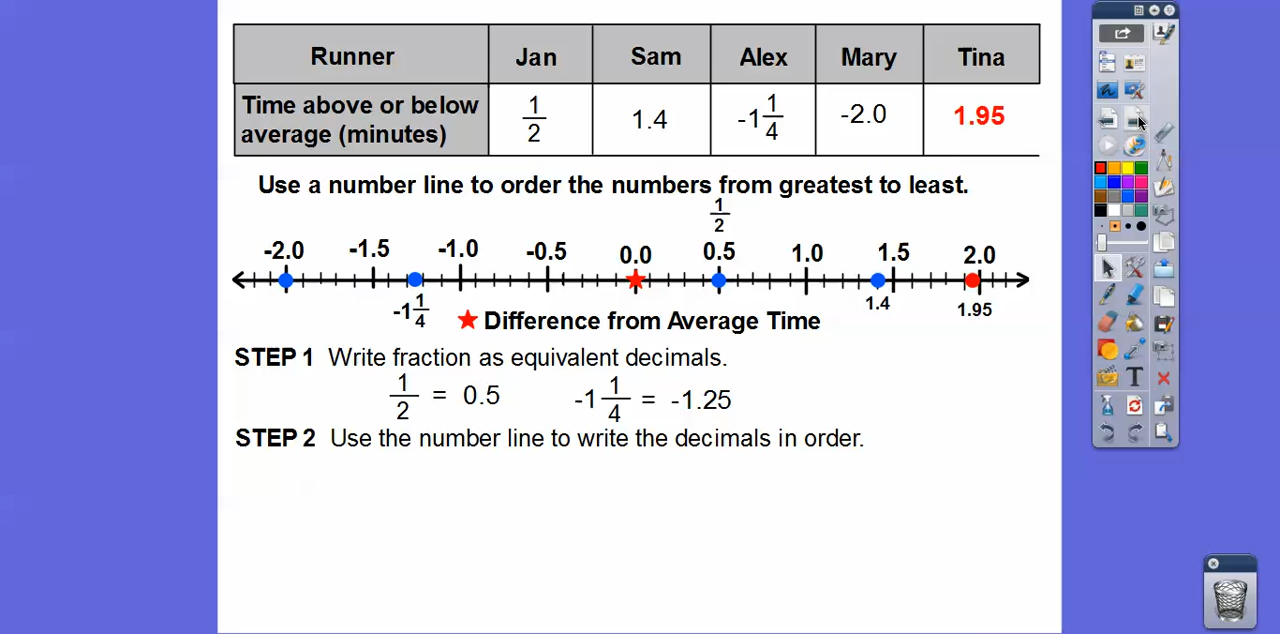 Runner Jan Sam Alex Mary Tina
Time above or below average (minutes) 1/2 1.4 -1 1/4 -2.0 1.95
Use a number line to order the numbers from greatest to least.
1/2
-2.0 -1.5 -1.0 -0.5 0.0 0.5 1.0 1.5 2.0
-1 1/4 1.4 1.95
★ Difference from Average Time
STEP 1 Write fraction as equivalent decimals.
1/2 = 0.5 -1 1/4 = -1.25
STEP 2 Use the number line to write the decimals in order.
T